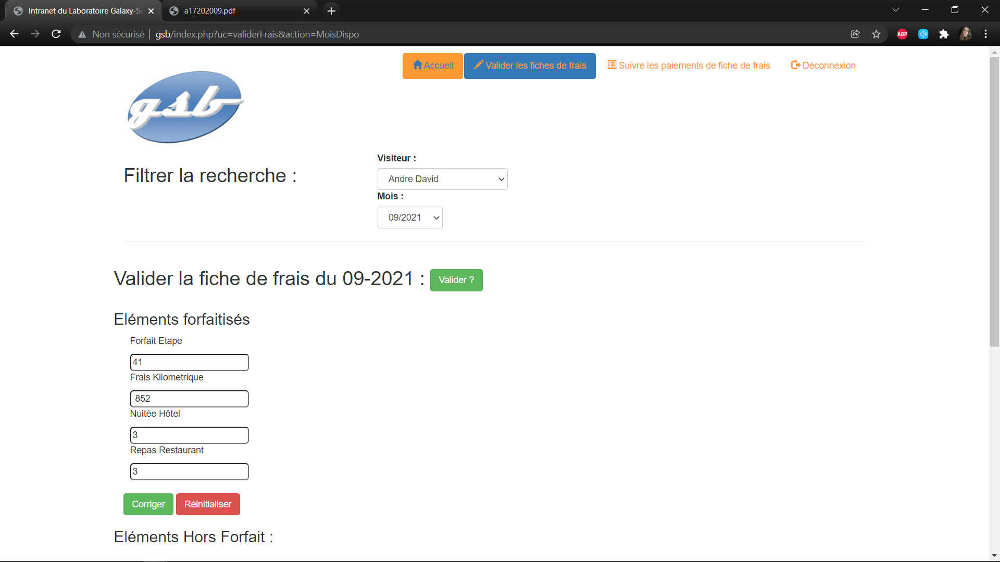 Intranet du Laboratoire Galaxy-Sw
a17202009.pdf
Non sécurisé | gsb/index.php?uc=validerFrais&action=MoisDispo
ABP
Accueil
Valider les fiches de frais
Suivre les paiements de fiche de frais
Déconnexion
gsb
Filtrer la recherche :
Visiteur :
Andre David
Mois :
09/2021
Valider la fiche de frais du 09-2021 :
Valider ?
Eléments forfaitisés
Forfait Etape
41
Frais Kilometrique
852
Nuitée Hôtel
3
Repas Restaurant
3
Corriger
Réinitialiser
Eléments Hors Forfait :